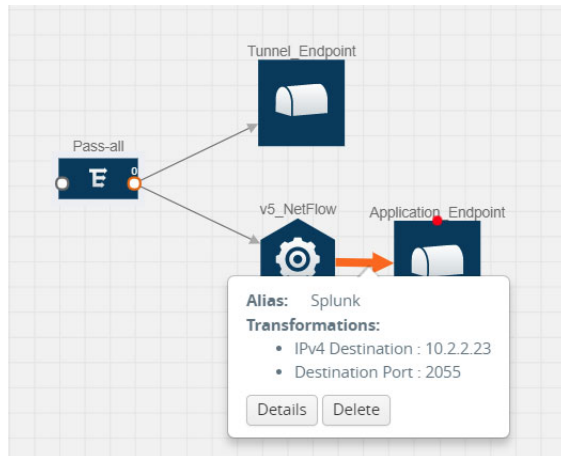 Tunnel_Endpoint
Pass-all
0
v5_NetFlow
Application_Endpoint
Alias: Splunk
Transformations:
• IPv4 Destination : 10.2.2.23
• Destination Port : 2055
Details Delete